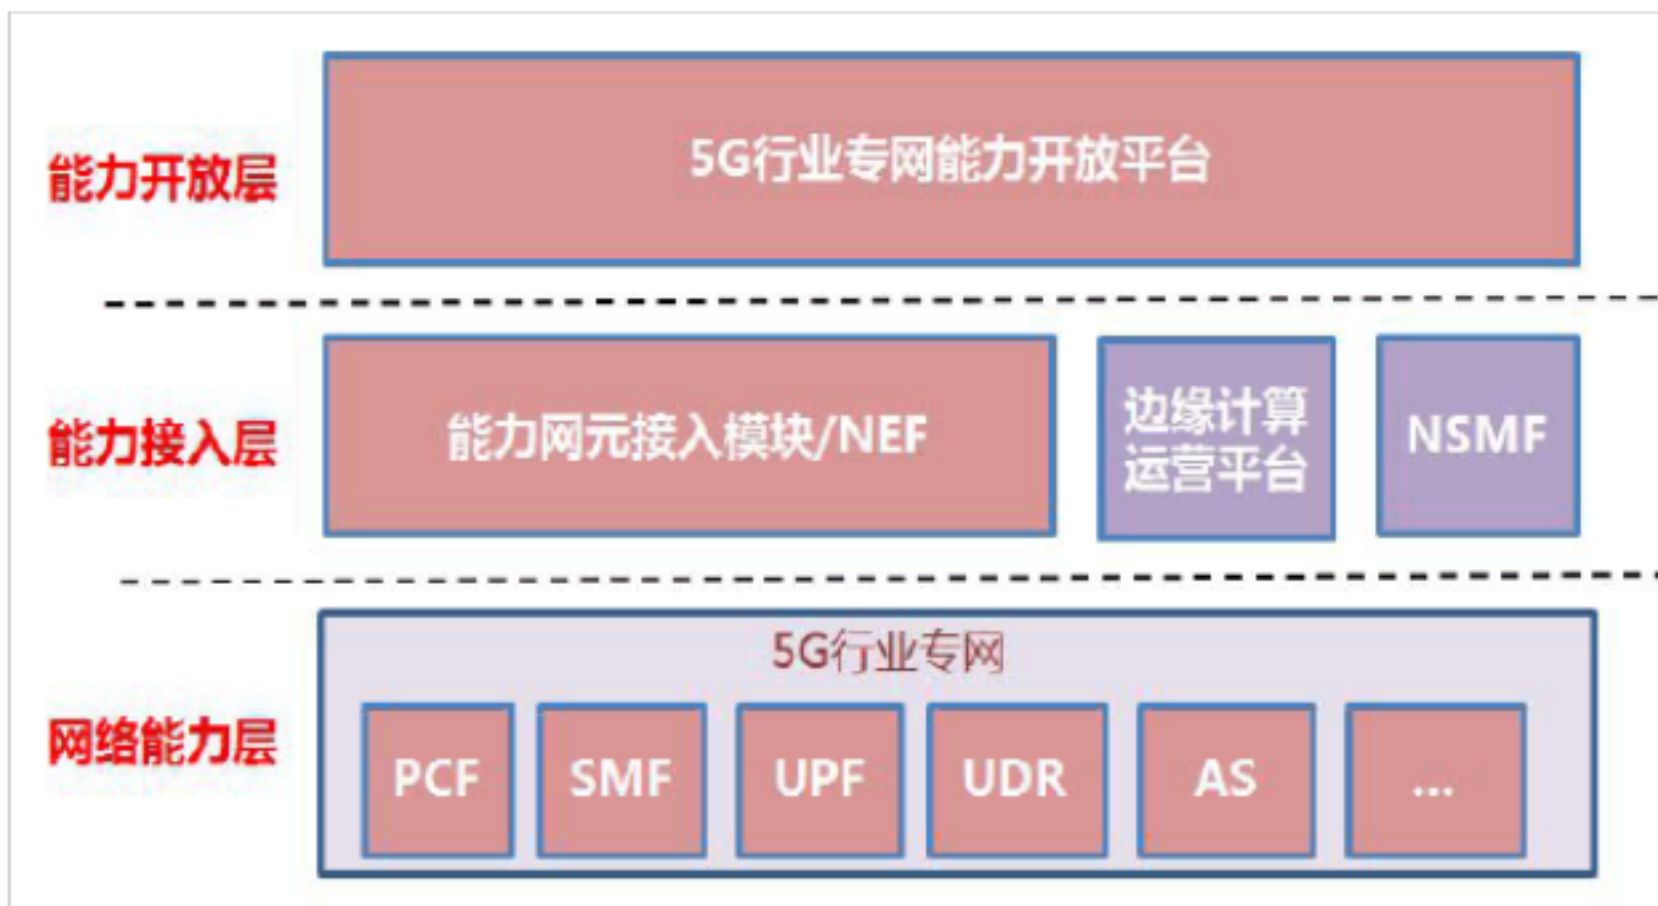 能力开放层
5G行业专网能力开放平台
能力接入层
能力网元接入模块/NEF
边缘计算
运营平台
NSMF
网络能力层
5G行业专网
PCF
SMF
UPF
UDR
AS
...